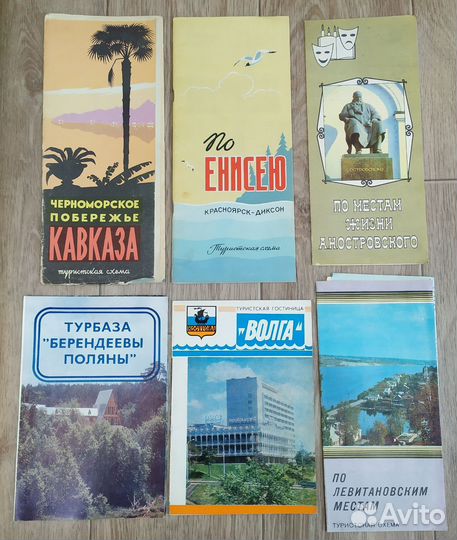 ЧЕРНОМОРСКОЕ
ПОБЕРЕЖЬЕ
КАВКАЗА
туристская схема
По
ЕНИСЕЮ
КРАСНОЯРСК-ДИКСОН
Туристская схема
ОСТРОВСКИЙ
ПО МЕСТАМ
ЖИЗНИ
А.Н.ОСТРОВСКОГО
ТУРБАЗА
"БЕРЕНДЕЕВЫ
ПОЛЯНЫ"
ТУРИСТСКАЯ ГОСТИНИЦА
"ВОЛГА"
ПО
ЛЕВИТАНОВСКИМ
МЕСТАМ
ТУРИСТСКАЯ СХЕМА
Avito